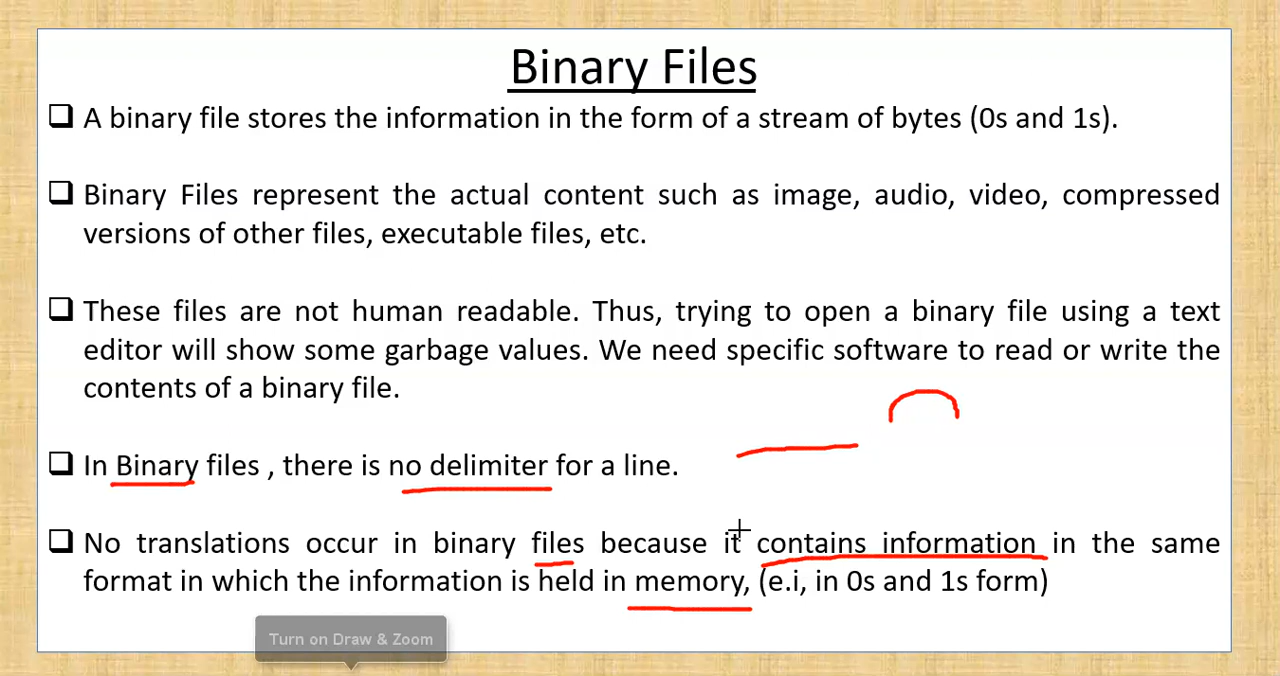 Binary Files
❑ A binary file stores the information in the form of a stream of bytes (0s and 1s).
❑ Binary Files represent the actual content such as image, audio, video, compressed
versions of other files, executable files, etc.
❑ These files are not human readable. Thus, trying to open a binary file using a text
editor will show some garbage values. We need specific software to read or write the
contents of a binary file.
❑ In Binary files , there is no delimiter for a line.
❑ No translations occur in binary files because it contains information in the same
format in which the information is held in memory, (e.i, in 0s and 1s form)
Turn on Draw & Zoom